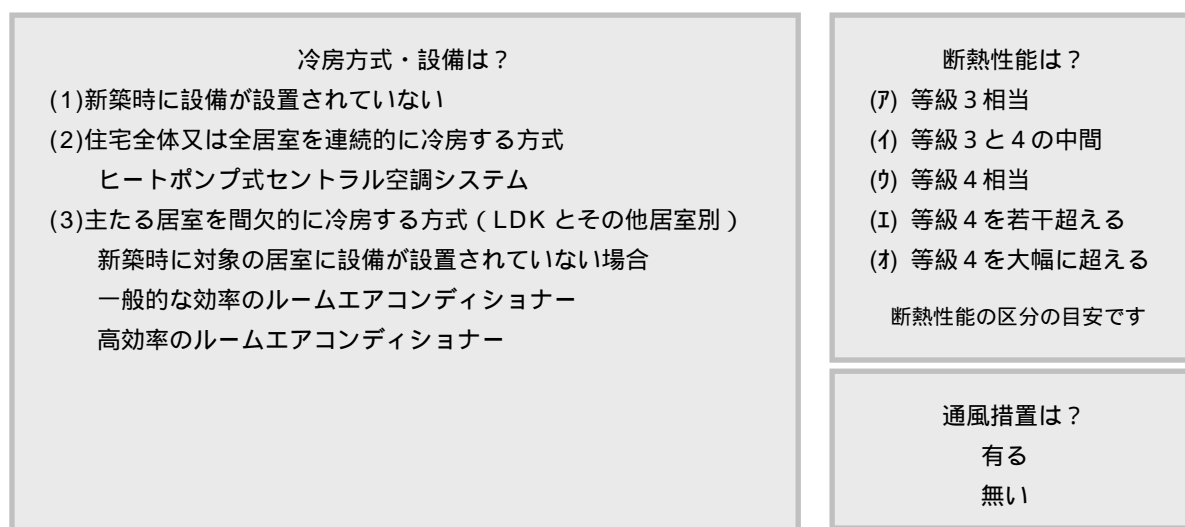 冷房方式・設備は？
(1)新築時に設備が設置されていない
(2)住宅全体又は全居室を連続的に冷房する方式
ヒートポンプ式セントラル空調システム
(3)主たる居室を間欠的に冷房する方式（LDK とその他居室別）
新築時に対象の居室に設備が設置されていない場合
一般的な効率のルームエアコンディショナー
高効率のルームエアコンディショナー
断熱性能は？
(ｱ) 等級３相当
(ｲ) 等級３と４の中間
(ｳ) 等級４相当
(ｴ) 等級４を若干超える
(ｵ) 等級４を大幅に超える
断熱性能の区分の目安です
通風措置は？
有る
無い